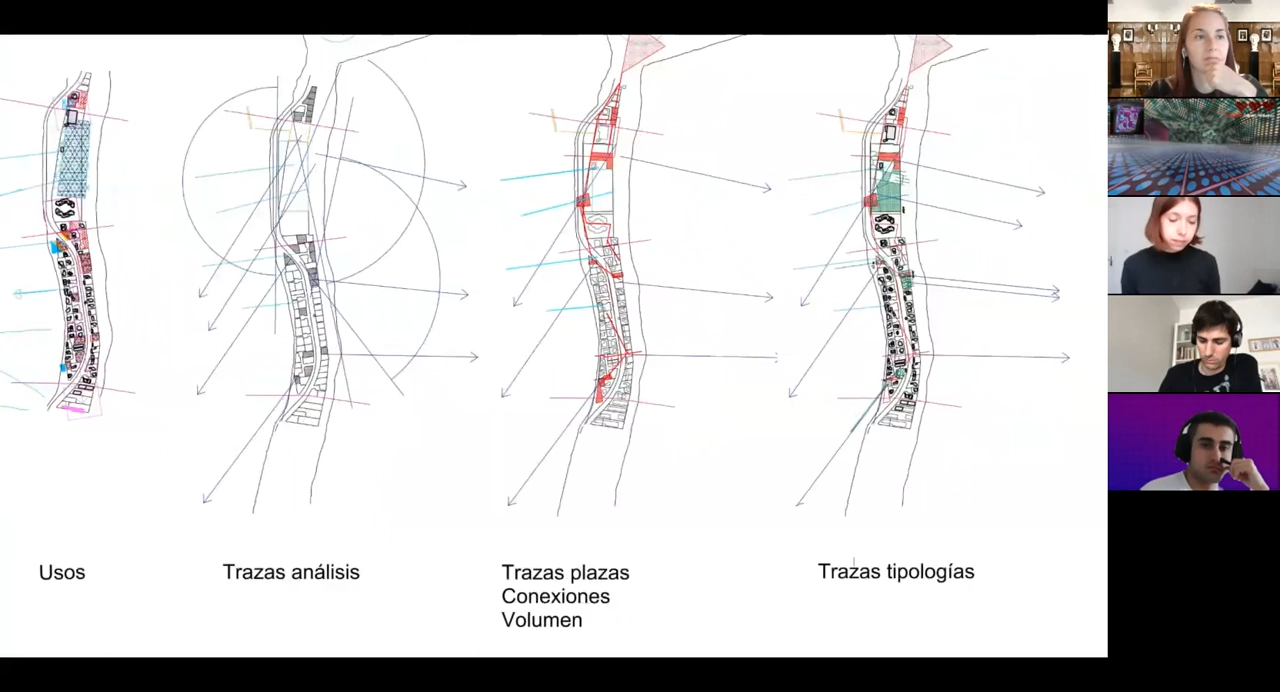 Usos
Trazas análisis
Trazas plazas
Conexiones
Volumen
Trazas tipologías